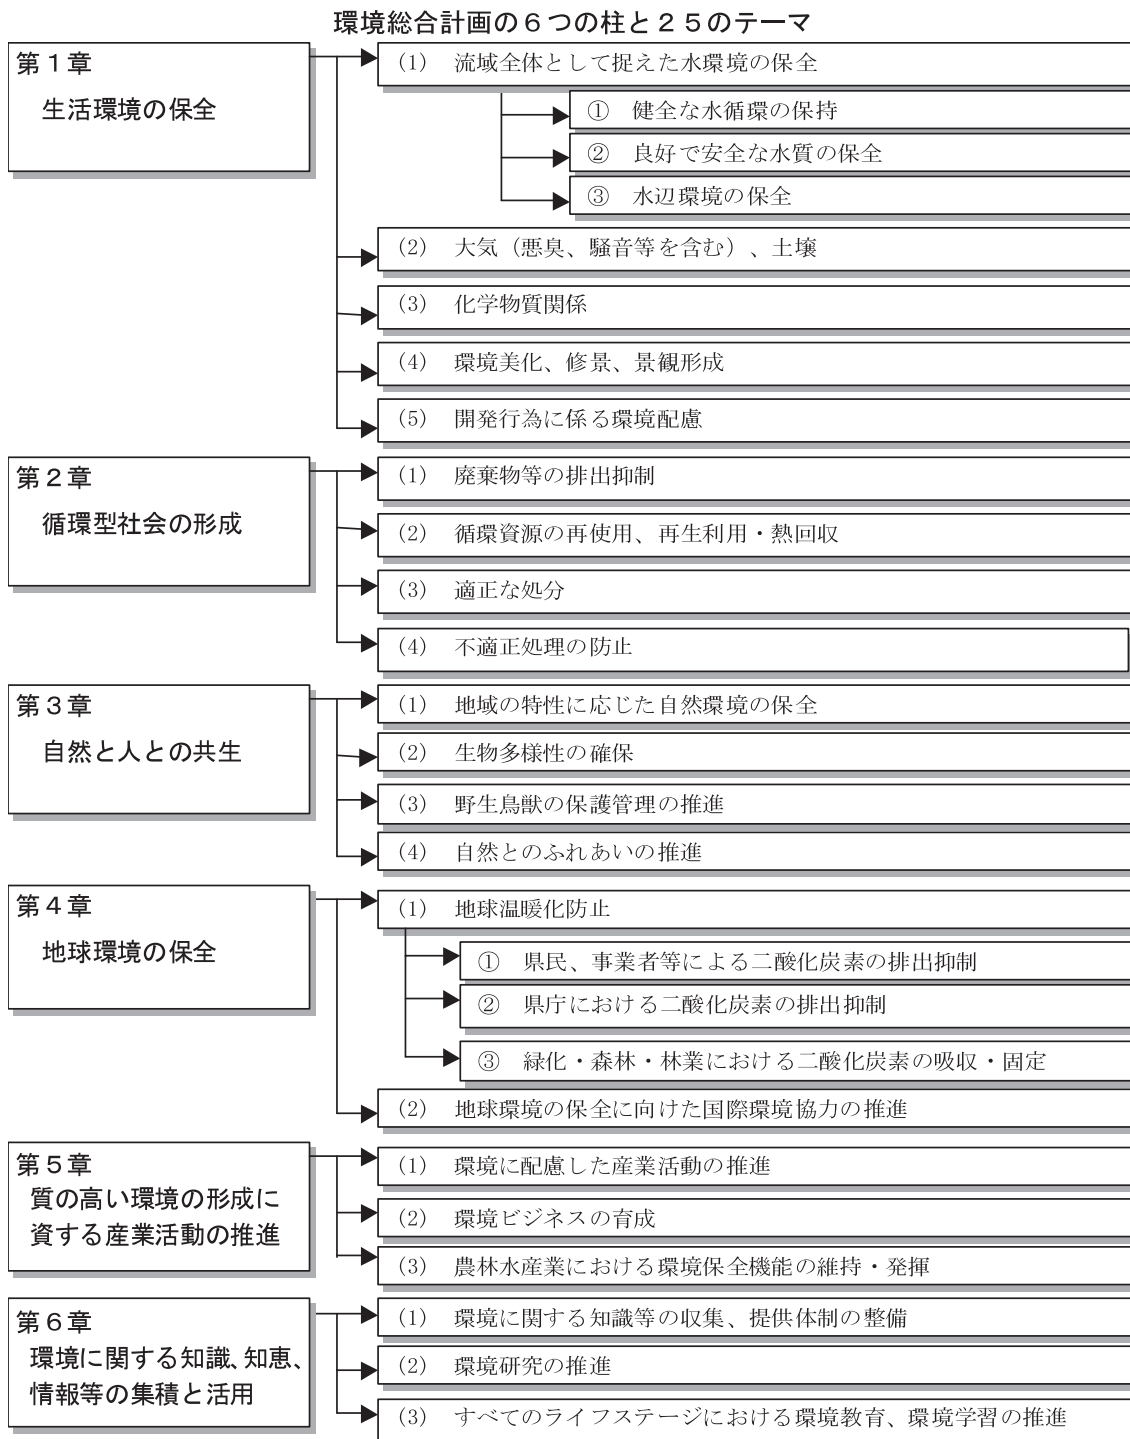 環境総合計画の６つの柱と２５のテーマ
第１章
生活環境の保全
(1) 流域全体として捉えた水環境の保全
① 健全な水循環の保持
② 良好で安全な水質の保全
③ 水辺環境の保全
(2) 大気（悪臭、騒音等を含む）、土壌
(3) 化学物質関係
(4) 環境美化、修景、景観形成
(5) 開発行為に係る環境配慮
第２章
循環型社会の形成
(1) 廃棄物等の排出抑制
(2) 循環資源の再使用、再生利用・熱回収
(3) 適正な処分
(4) 不適正処理の防止
第３章
自然と人との共生
(1) 地域の特性に応じた自然環境の保全
(2) 生物多様性の確保
(3) 野生鳥獣の保護管理の推進
(4) 自然とのふれあいの推進
第４章
地球環境の保全
(1) 地球温暖化防止
① 県民、事業者等による二酸化炭素の排出抑制
② 県庁における二酸化炭素の排出抑制
③ 緑化・森林・林業における二酸化炭素の吸収・固定
(2) 地球環境の保全に向けた国際環境協力の推進
第５章
質の高い環境の形成に
資する産業活動の推進
(1) 環境に配慮した産業活動の推進
(2) 環境ビジネスの育成
(3) 農林水産業における環境保全機能の維持・発揮
第６章
環境に関する知識、知恵、
情報等の集積と活用
(1) 環境に関する知識等の収集、提供体制の整備
(2) 環境研究の推進
(3) すべてのライフステージにおける環境教育、環境学習の推進